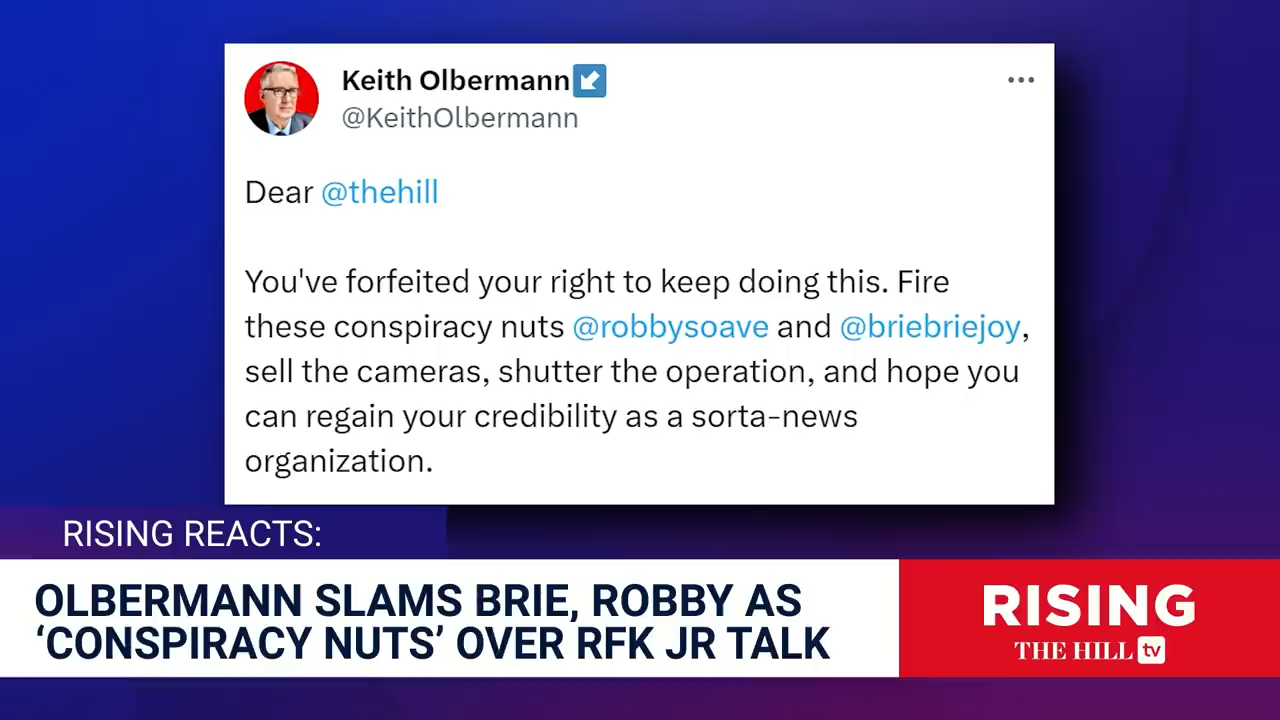 Keith Olbermann
@KeithOlbermann
Dear @thehill
You've forfeited your right to keep doing this. Fire
these conspiracy nuts @robbysoave and @briebriejoy,
sell the cameras, shutter the operation, and hope you
can regain your credibility as a sorta-news
organization.
RISING REACTS:
OLBERMANN SLAMS BRIE, ROBBY AS
‘CONSPIRACY NUTS’ OVER RFK JR TALK
RISING
THE HILL tv